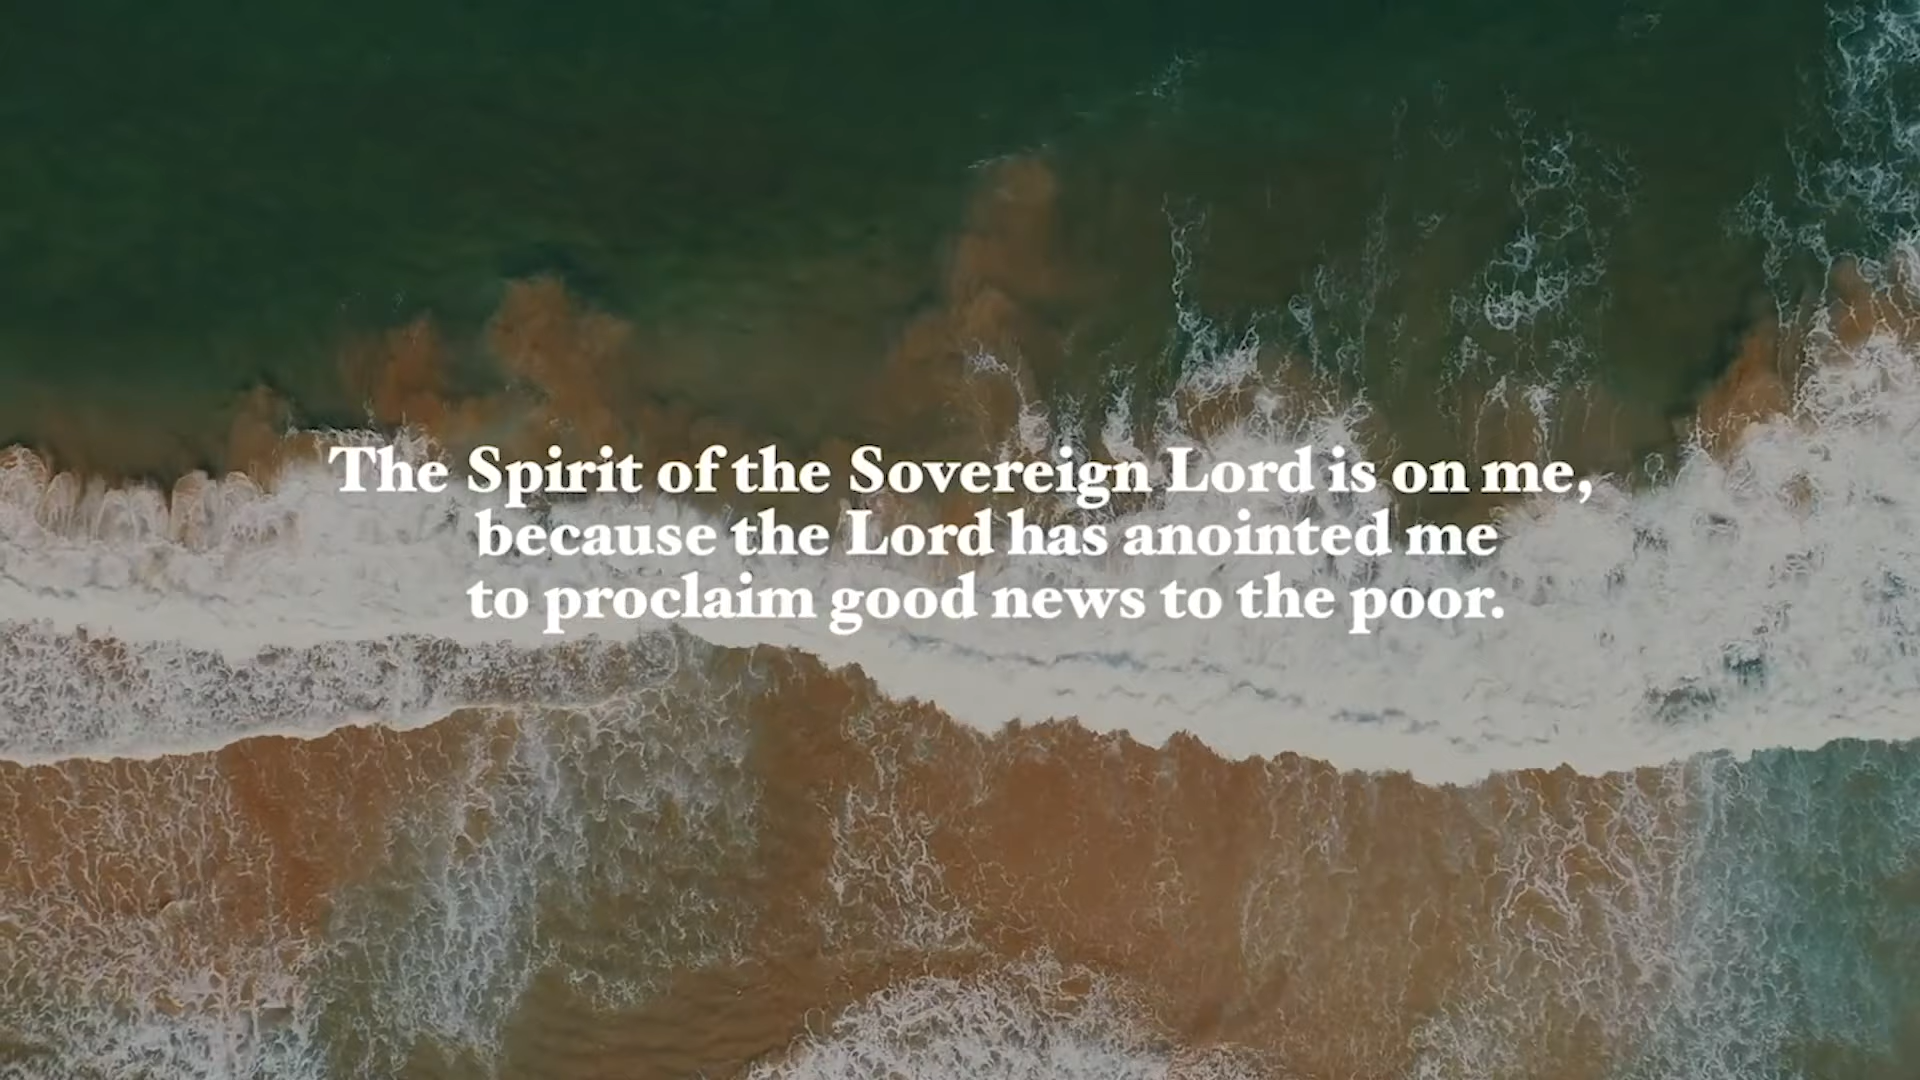 The Spirit of the Sovereign Lord is on me,
because the Lord has anointed me
to proclaim good news to the poor.